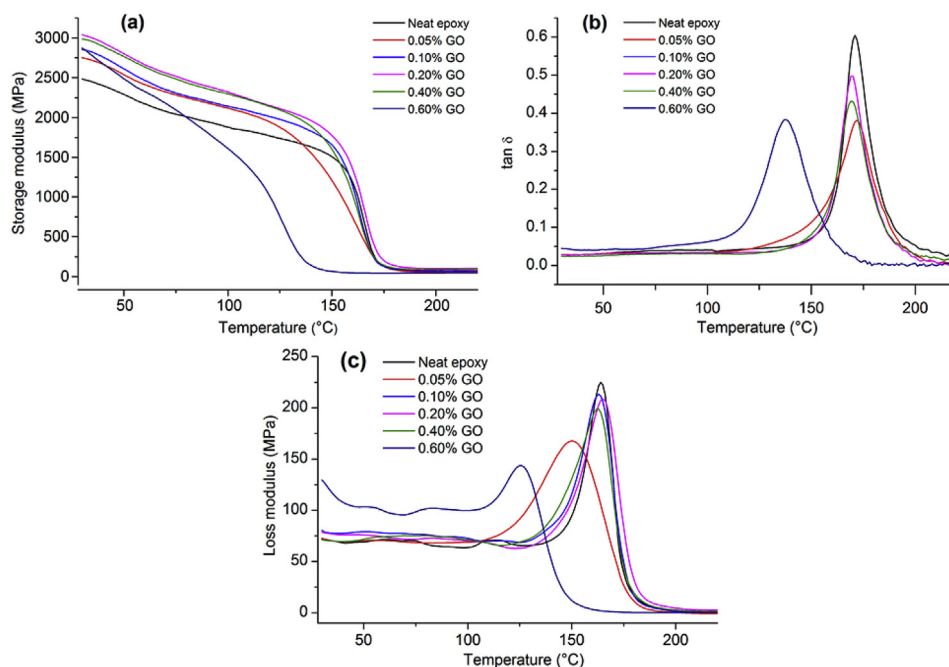 (a)
Neat epoxy
0.05% GO
0.10% GO
0.20% GO
0.40% GO
0.60% GO
3000
2500
2000
1500
1000
500
0
Storage modulus (MPa)
50 100 150 200
Temperature (°C)
(b)
Neat epoxy
0.05% GO
0.10% GO
0.20% GO
0.40% GO
0.60% GO
0.6
0.5
0.4
0.3
0.2
0.1
0.0
tan δ
50 100 150 200
Temperature (°C)
(c)
Neat epoxy
0.05% GO
0.10% GO
0.20% GO
0.40% GO
0.60% GO
250
200
150
100
50
0
Loss modulus (MPa)
50 100 150 200
Temperature (°C)